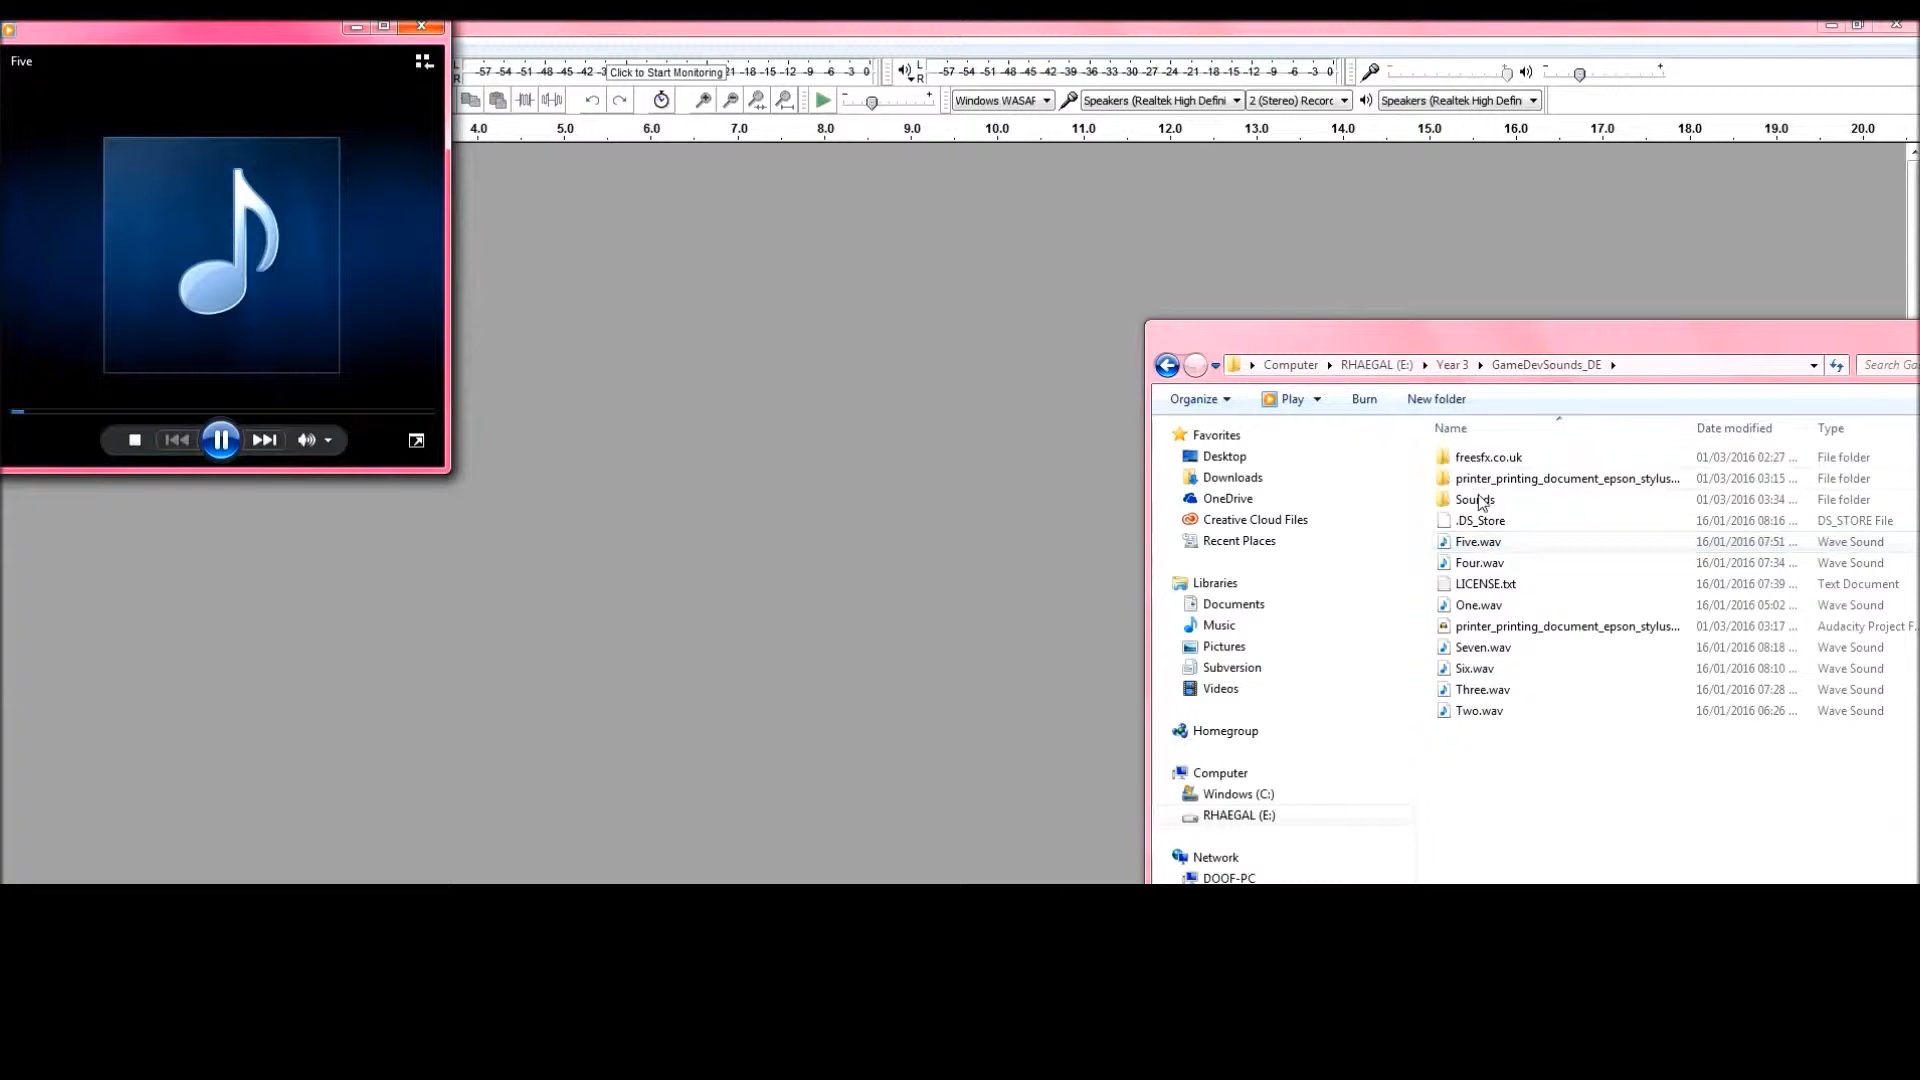 Five
L
R
-57 -54 -51 -48 -45 -42 -3 Click to Start Monitoring 21 -18 -15 -12 -9 -6 -3 0
L
R
-57 -54 -51 -48 -45 -42 -39 -36 -33 -30 -27 -24 -21 -18 -15 -12 -9 -6 -3 0
Windows WASAF
Speakers (Realtek High Defini
2 (Stereo) Recorc
Speakers (Realtek High Defin
4.0 5.0 6.0 7.0 8.0 9.0 10.0 11.0 12.0 13.0 14.0 15.0 16.0 17.0 18.0 19.0 20.0
Computer RHAEGAL (E:) Year 3 GameDevSounds_DE
Search Ga
Organize Play Burn New folder
Favorites
Desktop
Downloads
OneDrive
Creative Cloud Files
Recent Places
Libraries
Documents
Music
Pictures
Subversion
Videos
Homegroup
Computer
Windows (C:)
RHAEGAL (E:)
Network
DOOF-PC
Name Date modified Type
freesfx.co.uk 01/03/2016 02:27 ... File folder
printer_printing_document_epson_stylus... 01/03/2016 03:15 ... File folder
Sounds 01/03/2016 03:34 ... File folder
.DS_Store 16/01/2016 08:16 ... DS_STORE File
Five.wav 16/01/2016 07:51 ... Wave Sound
Four.wav 16/01/2016 07:34 ... Wave Sound
LICENSE.txt 16/01/2016 07:39 ... Text Document
One.wav 16/01/2016 05:02 ... Wave Sound
printer_printing_document_epson_stylus... 01/03/2016 03:17 ... Audacity Project F...
Seven.wav 16/01/2016 08:18 ... Wave Sound
Six.wav 16/01/2016 08:10 ... Wave Sound
Three.wav 16/01/2016 07:28 ... Wave Sound
Two.wav 16/01/2016 06:26 ... Wave Sound